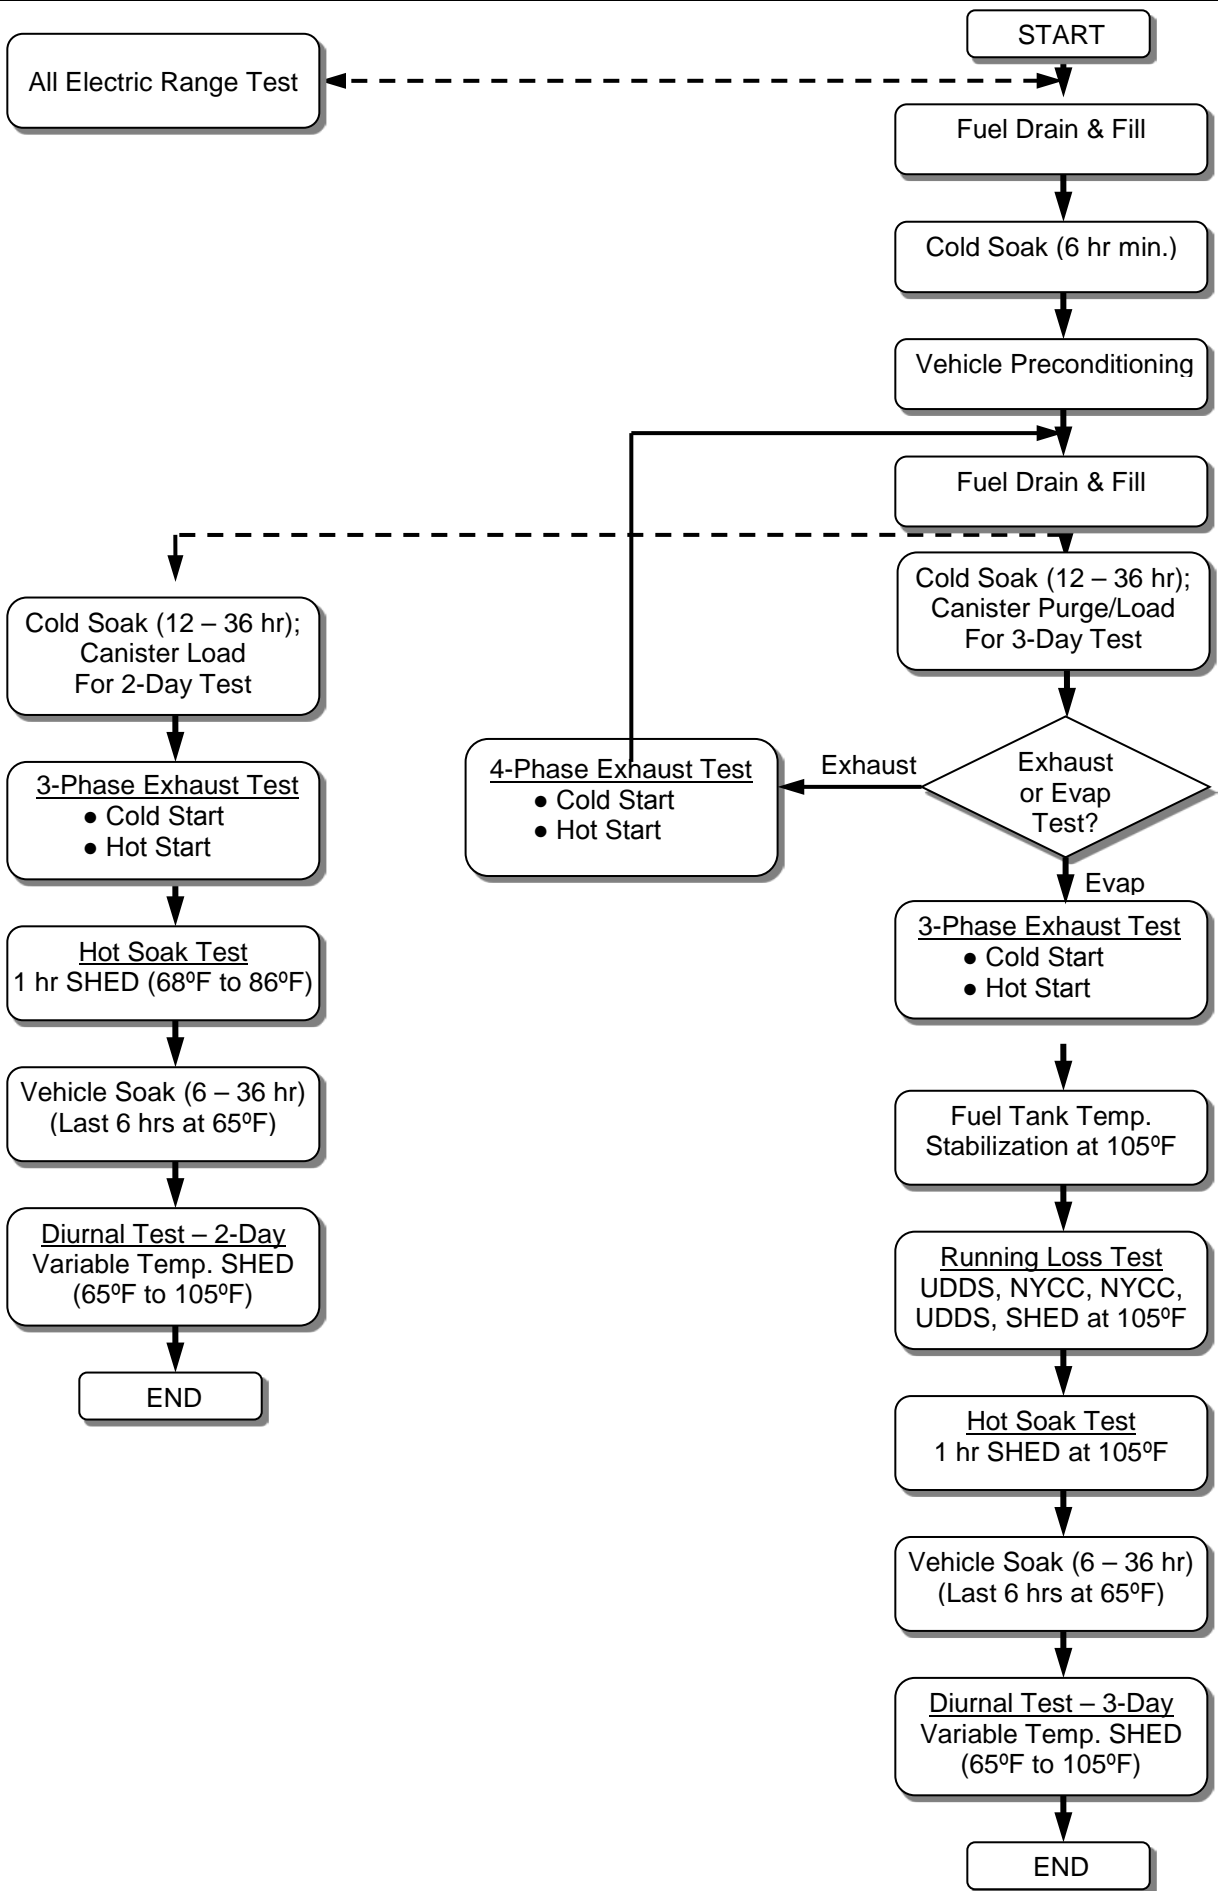 START
All Electric Range Test
Fuel Drain & Fill
Cold Soak (6 hr min.)
Vehicle Preconditioning
Fuel Drain & Fill
Cold Soak (12 – 36 hr);
Canister Purge/Load
For 3-Day Test
Cold Soak (12 – 36 hr);
Canister Load
For 2-Day Test
Exhaust
or Evap
Test?
Exhaust
4-Phase Exhaust Test
● Cold Start
● Hot Start
3-Phase Exhaust Test
● Cold Start
● Hot Start
Evap
3-Phase Exhaust Test
● Cold Start
● Hot Start
Hot Soak Test
1 hr SHED (68ºF to 86ºF)
Vehicle Soak (6 – 36 hr)
(Last 6 hrs at 65ºF)
Diurnal Test – 2-Day
Variable Temp. SHED
(65ºF to 105ºF)
END
Fuel Tank Temp.
Stabilization at 105ºF
Running Loss Test
UDDS, NYCC, NYCC,
UDDS, SHED at 105ºF
Hot Soak Test
1 hr SHED at 105ºF
Vehicle Soak (6 – 36 hr)
(Last 6 hrs at 65ºF)
Diurnal Test – 3-Day
Variable Temp. SHED
(65ºF to 105ºF)
END